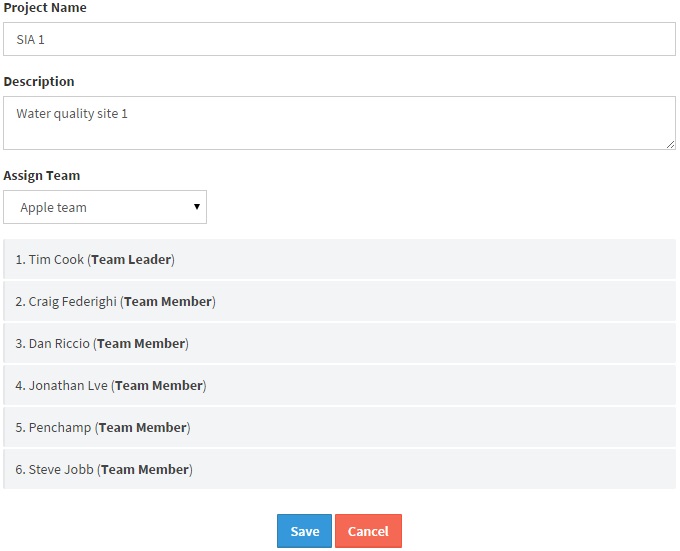 Project Name
SIA 1
Description
Water quality site 1
Assign Team
Apple team
1. Tim Cook (Team Leader)
2. Craig Federighi (Team Member)
3. Dan Riccio (Team Member)
4. Jonathan Lve (Team Member)
5. Penchamp (Team Member)
6. Steve Jobb (Team Member)
Save Cancel